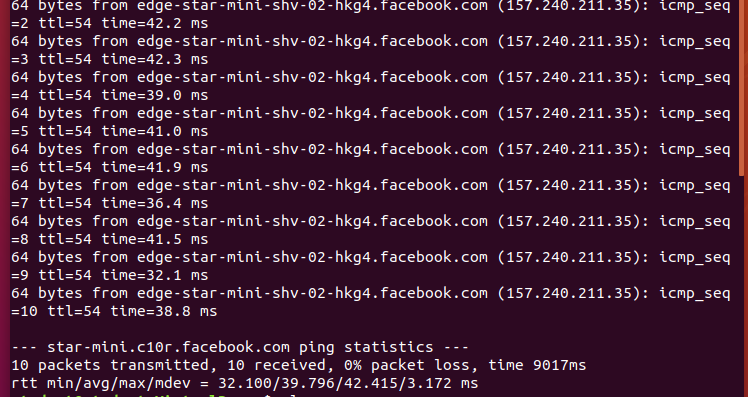 64 bytes from edge-star-mini-shv-02-hkg4.facebook.com (157.240.211.35): icmp_seq
=2 ttl=54 time=42.2 ms
64 bytes from edge-star-mini-shv-02-hkg4.facebook.com (157.240.211.35): icmp_seq
=3 ttl=54 time=42.3 ms
64 bytes from edge-star-mini-shv-02-hkg4.facebook.com (157.240.211.35): icmp_seq
=4 ttl=54 time=39.0 ms
64 bytes from edge-star-mini-shv-02-hkg4.facebook.com (157.240.211.35): icmp_seq
=5 ttl=54 time=41.0 ms
64 bytes from edge-star-mini-shv-02-hkg4.facebook.com (157.240.211.35): icmp_seq
=6 ttl=54 time=41.9 ms
64 bytes from edge-star-mini-shv-02-hkg4.facebook.com (157.240.211.35): icmp_seq
=7 ttl=54 time=36.4 ms
64 bytes from edge-star-mini-shv-02-hkg4.facebook.com (157.240.211.35): icmp_seq
=8 ttl=54 time=41.5 ms
64 bytes from edge-star-mini-shv-02-hkg4.facebook.com (157.240.211.35): icmp_seq
=9 ttl=54 time=32.1 ms
64 bytes from edge-star-mini-shv-02-hkg4.facebook.com (157.240.211.35): icmp_seq
=10 ttl=54 time=38.8 ms
--- star-mini.c10r.facebook.com ping statistics ---
10 packets transmitted, 10 received, 0% packet loss, time 9017ms
rtt min/avg/max/mdev = 32.100/39.796/42.415/3.172 ms